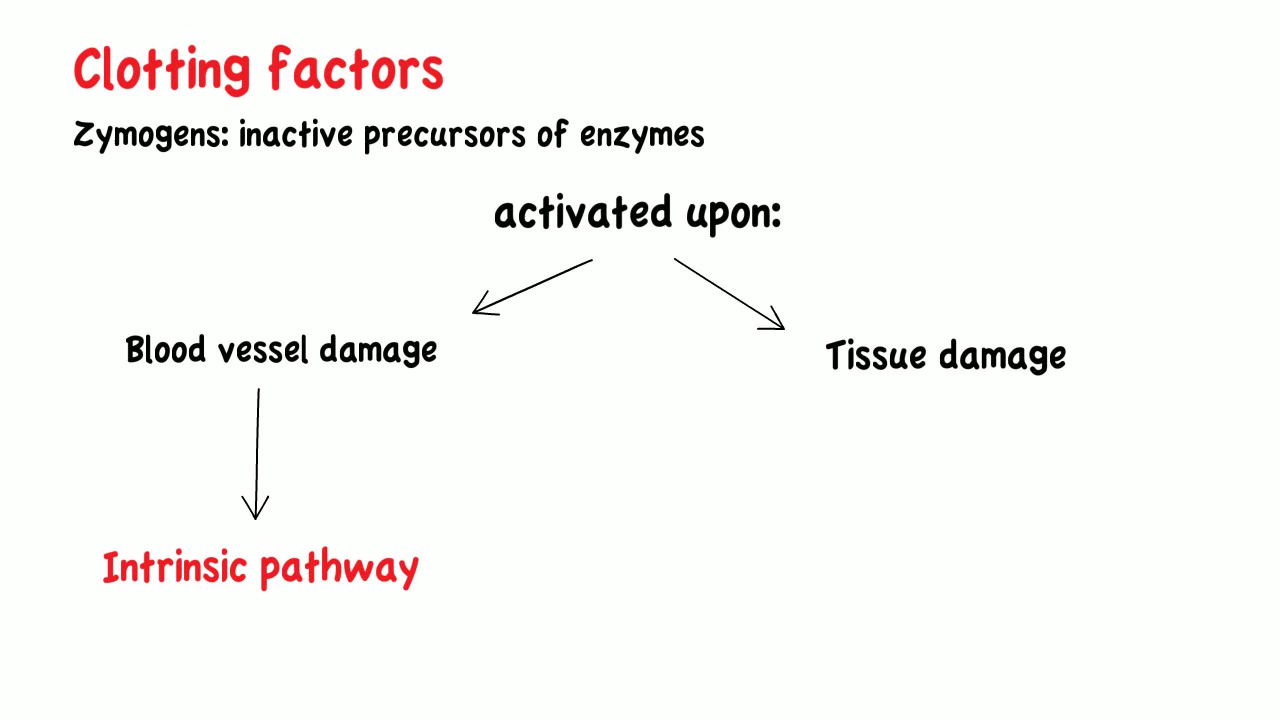 Clotting factors
Zymogens: inactive precursors of enzymes
activated upon:
Blood vessel damage
Tissue damage
Intrinsic pathway